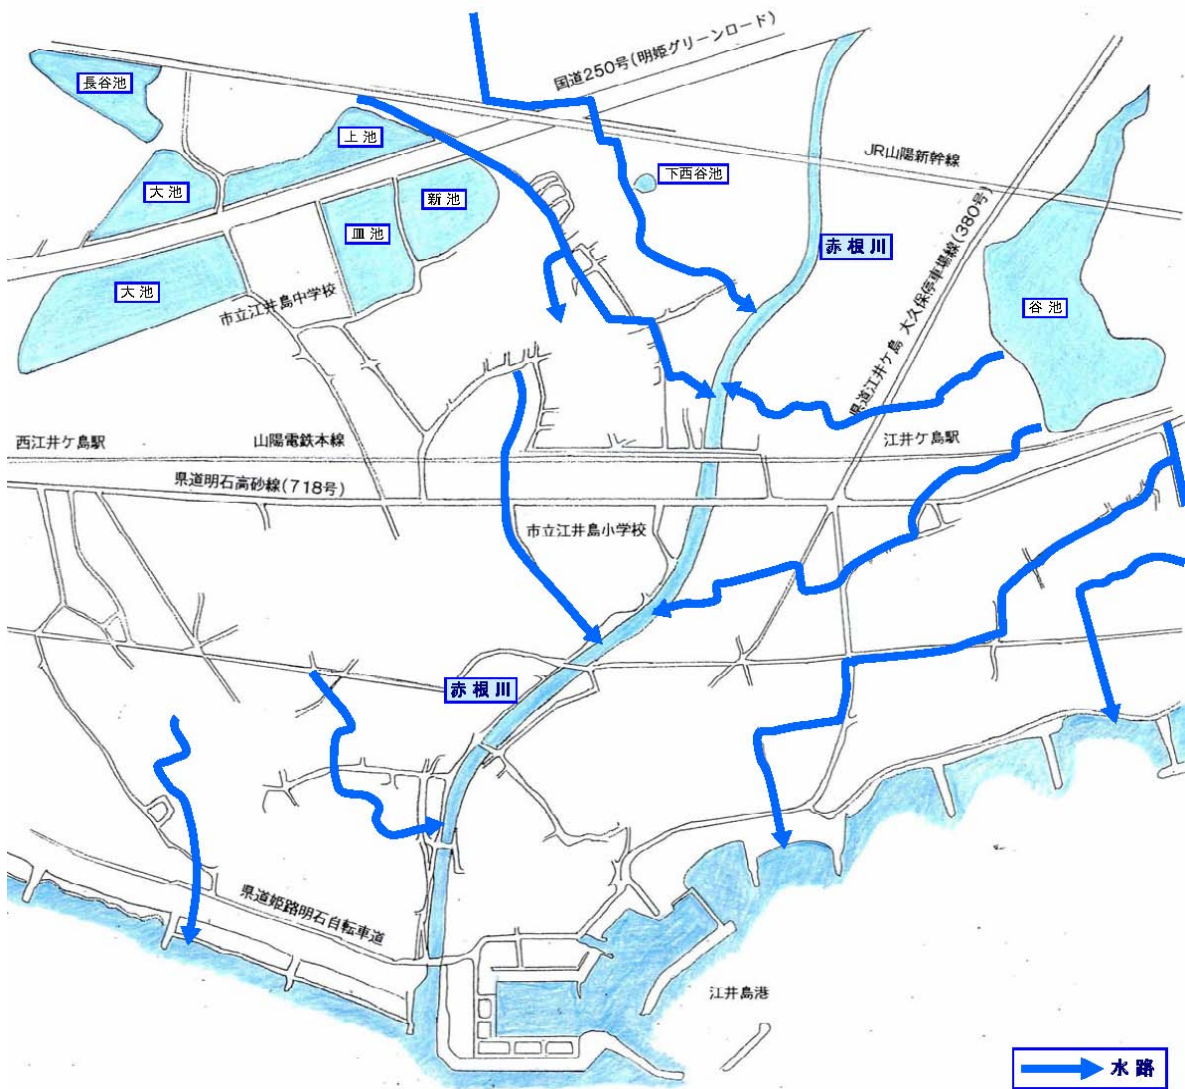 国道250号(明姫グリーンロード)
長谷池
上池
JR山陽新幹線
大池
下西谷池
新池
皿池
赤根川
県道江井ケ島 大久保停車場線(380号)
大池
市立江井島中学校
谷池
西江井ケ島駅
山陽電鉄本線
江井ケ島駅
県道明石高砂線(718号)
市立江井島小学校
赤根川
県道姫路明石自転車道
江井島港
水路